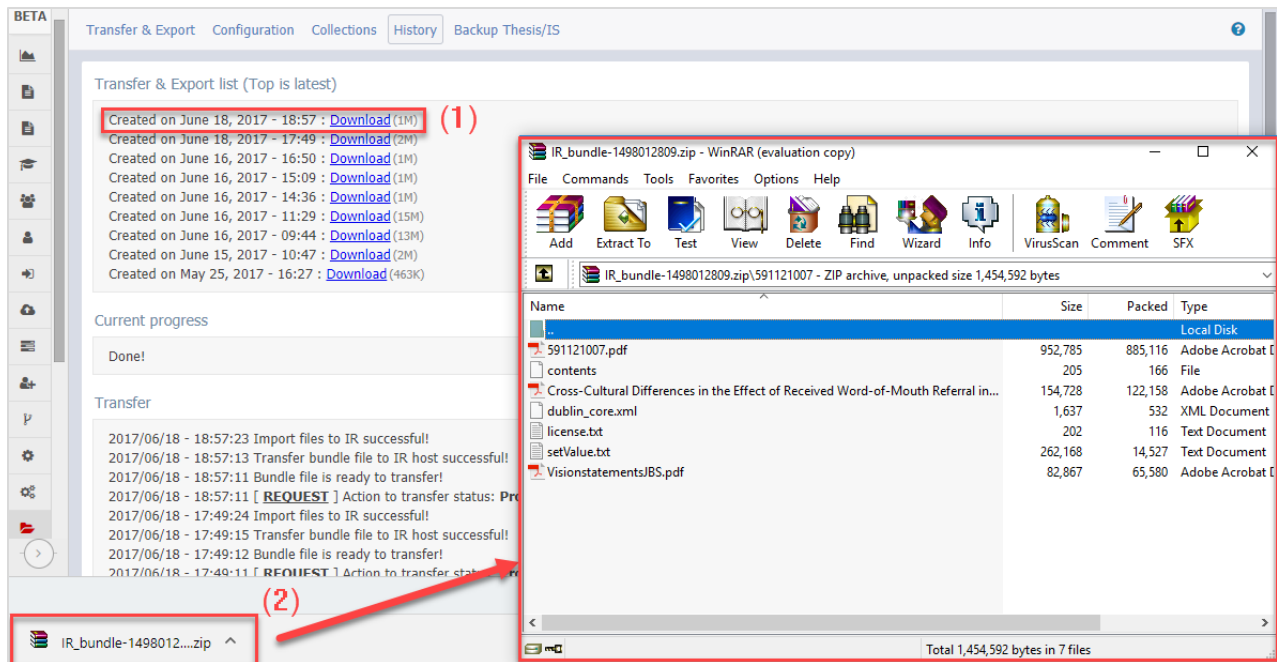 BETA
Transfer & Export Configuration Collections History Backup Thesis/IS
Transfer & Export list (Top is latest)
Created on June 18, 2017 - 18:57 : Download (1M)
(1)
Created on June 18, 2017 - 17:49 : Download (2M)
Created on June 16, 2017 - 16:50 : Download (1M)
Created on June 16, 2017 - 15:09 : Download (1M)
Created on June 16, 2017 - 14:36 : Download (1M)
Created on June 16, 2017 - 11:29 : Download (15M)
Created on June 16, 2017 - 09:44 : Download (13M)
Created on June 15, 2017 - 10:47 : Download (2M)
Created on May 25, 2017 - 16:27 : Download (463K)
Current progress
Done!
Transfer
2017/06/18 - 18:57:23 Import files to IR successful!
2017/06/18 - 18:57:13 Transfer bundle file to IR host successful!
2017/06/18 - 18:57:11 Bundle file is ready to transfer!
2017/06/18 - 18:57:11 [ REQUEST ] Action to transfer status: Pro
2017/06/18 - 17:49:24 Import files to IR successful!
2017/06/18 - 17:49:15 Transfer bundle file to IR host successful!
2017/06/18 - 17:49:12 Bundle file is ready to transfer!
2017/06/18 - 17:49:11 [ REQUEST ] Action to transfer
(2)
IR_bundle-1498012....zip
IR_bundle-1498012809.zip - WinRAR (evaluation copy)
File Commands Tools Favorites Options Help
Add Extract To Test View Delete Find Wizard Info VirusScan Comment SFX
IR_bundle-1498012809.zip\591121007 - ZIP archive, unpacked size 1,454,592 bytes
Name Size Packed Type
.. Local Disk
591121007.pdf 952,785 885,116 Adobe Acrobat D
contents 205 166 File
Cross-Cultural Differences in the Effect of Received Word-of-Mouth Referral in... 154,728 122,158 Adobe Acrobat D
dublin_core.xml 1,637 532 XML Document
license.txt 202 116 Text Document
setValue.txt 262,168 14,527 Text Document
VisionstatementsJBS.pdf 82,867 65,580 Adobe Acrobat D
Total 1,454,592 bytes in 7 files